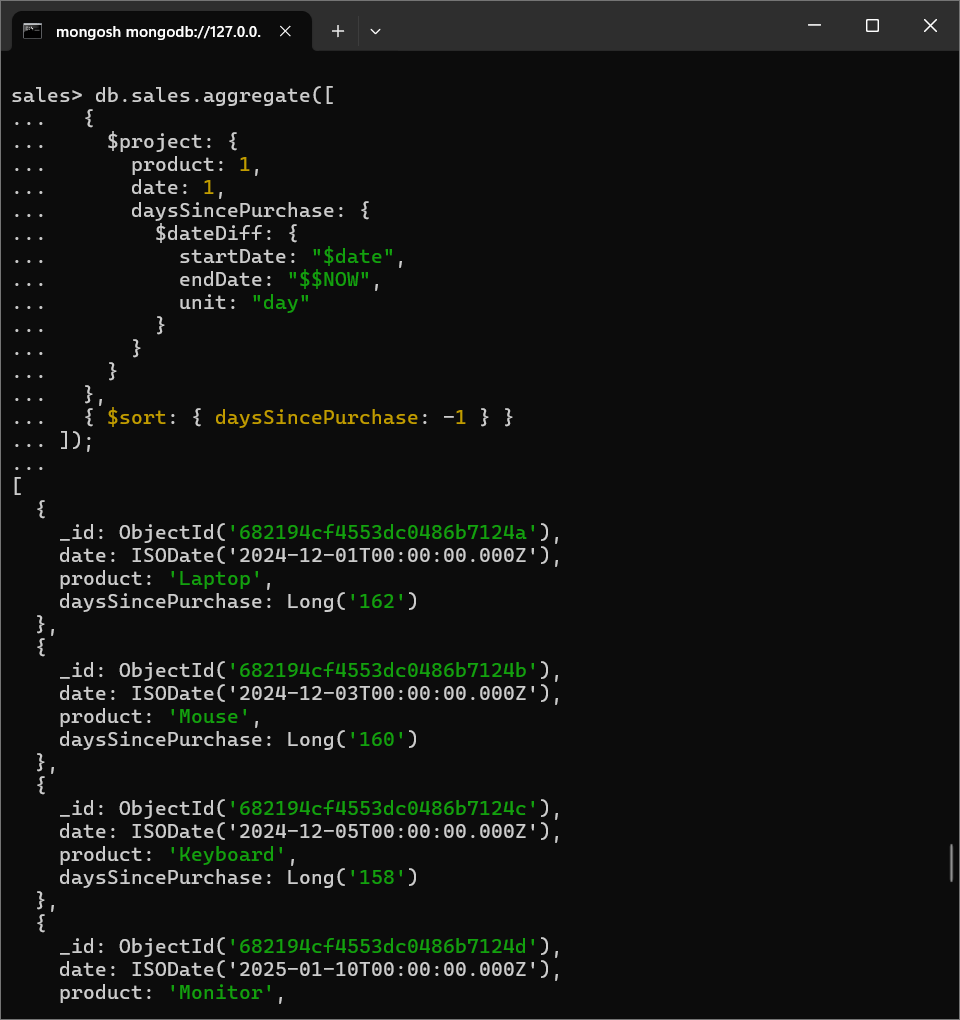 mongosh mongodb://127.0.0.
sales> db.sales.aggregate([
...   {
...     $project: {
...       product: 1,
...       date: 1,
...       daysSincePurchase: {
...         $dateDiff: {
...           startDate: "$date",
...           endDate: "$$NOW",
...           unit: "day"
...         }
...       }
...     }
...   },
...   { $sort: { daysSincePurchase: -1 } }
... ]);
...
[
  {
    _id: ObjectId('682194cf4553dc0486b7124a'),
    date: ISODate('2024-12-01T00:00:00.000Z'),
    product: 'Laptop',
    daysSincePurchase: Long('162')
  },
  {
    _id: ObjectId('682194cf4553dc0486b7124b'),
    date: ISODate('2024-12-03T00:00:00.000Z'),
    product: 'Mouse',
    daysSincePurchase: Long('160')
  },
  {
    _id: ObjectId('682194cf4553dc0486b7124c'),
    date: ISODate('2024-12-05T00:00:00.000Z'),
    product: 'Keyboard',
    daysSincePurchase: Long('158')
  },
  {
    _id: ObjectId('682194cf4553dc0486b7124d'),
    date: ISODate('2025-01-10T00:00:00.000Z'),
    product: 'Monitor',